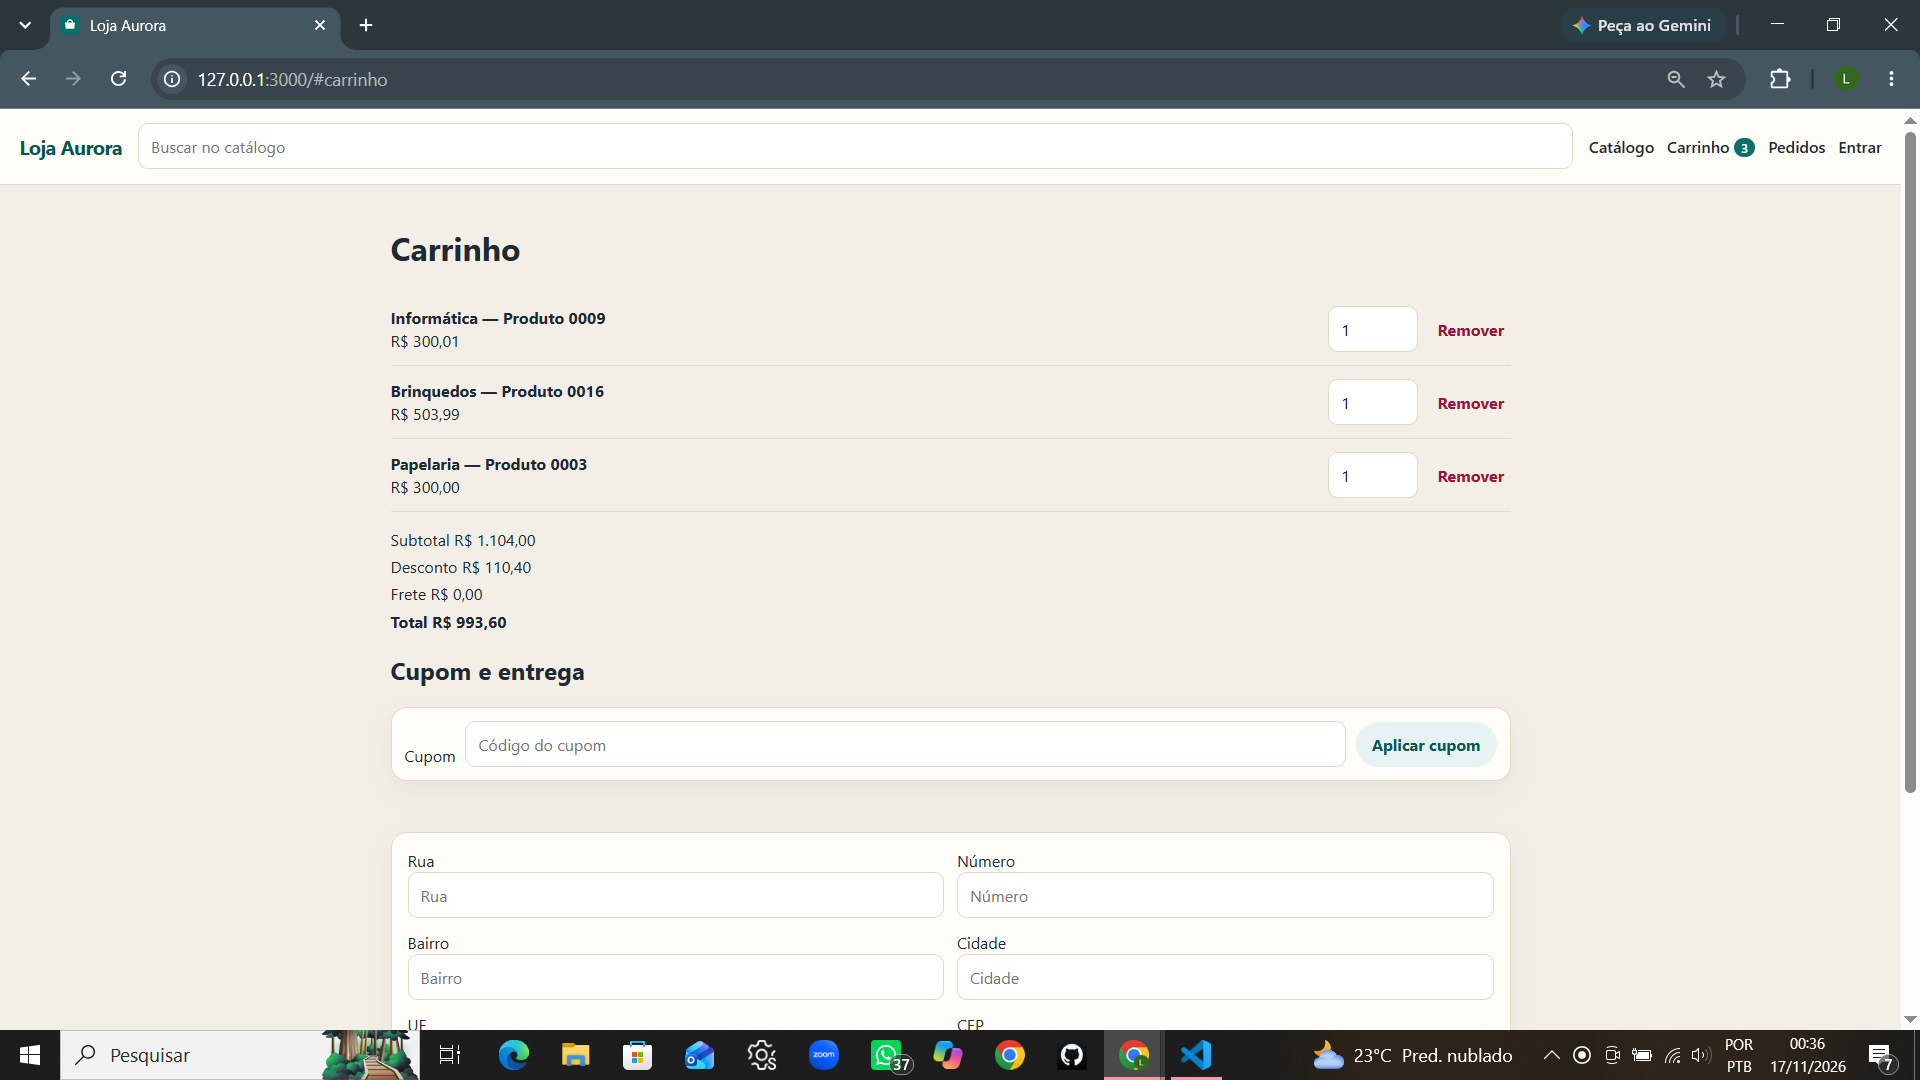 Loja Aurora
Peça ao Gemini
127.0.0.1:3000/#carrinho
L
Loja Aurora
Buscar no catálogo
Catálogo
Carrinho 3
Pedidos
Entrar
Carrinho
Informática — Produto 0009
R$ 300,01
1
Remover
Brinquedos — Produto 0016
R$ 503,99
1
Remover
Papelaria — Produto 0003
R$ 300,00
1
Remover
Subtotal R$ 1.104,00
Desconto R$ 110,40
Frete R$ 0,00
Total R$ 993,60
Cupom e entrega
Cupom
Código do cupom
Aplicar cupom
Rua
Número
Rua
Número
Bairro
Cidade
Bairro
Cidade
UF
CEP
Pesquisar
zoom
37
L
23°C Pred. nublado
POR
PTB
00:36
17/11/2026
7